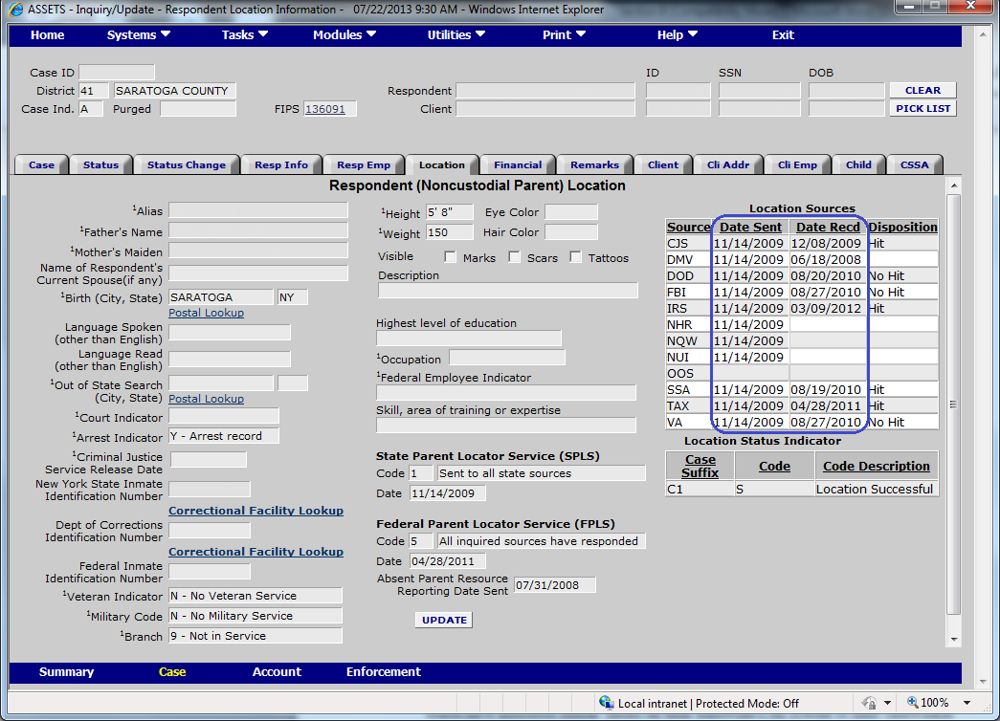 ASSETS - Inquiry/Update - Respondent Location Information - 07/22/2013 9:30 AM - Windows Internet Explorer
Home Systems Tasks Modules Utilities Print Help Exit
Case ID
ID SSN DOB
District 41 SARATOGA COUNTY Respondent CLEAR
Case Ind. A Purged FIPS 136091 Client PICK LIST
Case Status Status Change Resp Info Resp Emp Location Financial Remarks Client Cli Addr Cli Emp Child CSSA
Respondent (Noncustodial Parent) Location
1Alias
1Father's Name
1Mother's Maiden
Name of Respondent's
Current Spouse(if any)
1Birth (City, State) SARATOGA NY
Postal Lookup
Language Spoken
(other than English)
Language Read
(other than English)
1Out of State Search
(City, State) Postal Lookup
1Court Indicator
1Arrest Indicator Y - Arrest record
1Criminal Justice
Service Release Date
New York State Inmate
Identification Number
Correctional Facility Lookup
Dept of Corrections
Identification Number
Correctional Facility Lookup
Federal Inmate
Identification Number
1Veteran Indicator N - No Veteran Service
1Military Code N - No Military Service
1Branch 9 - Not in Service
1Height 5' 8" Eye Color
1Weight 150 Hair Color
Visible Marks Scars Tattoos
Description
Highest level of education
1Occupation
1Federal Employee Indicator
Skill, area of training or expertise
State Parent Locator Service (SPLS)
Code 1 Sent to all state sources
Date 11/14/2009
Federal Parent Locator Service (FPLS)
Code 5 All inquired sources have responded
Date 04/28/2011
Absent Parent Resource
Reporting Date Sent 07/31/2008
UPDATE
Location Sources
Source Date Sent Date Recd Disposition
CJS 11/14/2009 12/08/2009 Hit
DMV 11/14/2009 06/18/2008
DOD 11/14/2009 08/20/2010 No Hit
FBI 11/14/2009 08/27/2010 No Hit
IRS 11/14/2009 03/09/2012 Hit
NHR 11/14/2009
NQW 11/14/2009
NUI 11/14/2009
OOS
SSA 11/14/2009 08/19/2010 Hit
TAX 11/14/2009 04/28/2011 Hit
VA 11/14/2009 08/27/2010 No Hit
Location Status Indicator
Case
Suffix Code Code Description
C1 S Location Successful
Summary Case Account Enforcement
Local intranet | Protected Mode: Off 100%